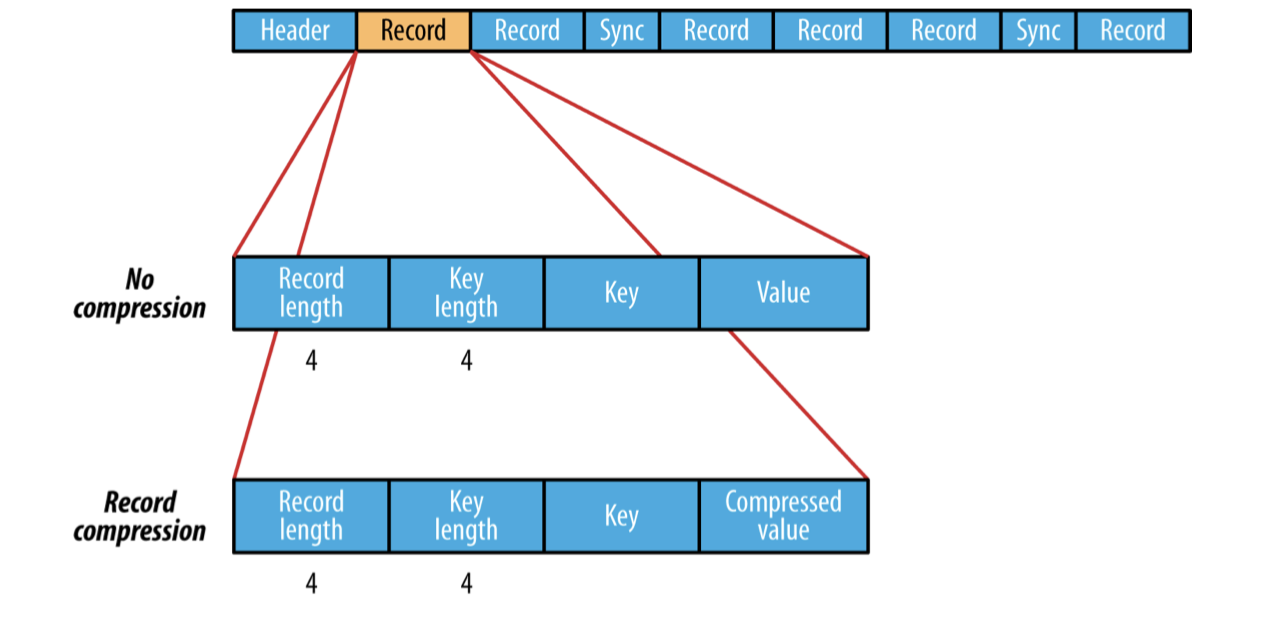 Header Record Record Sync Record Record Record Sync Record
No
compression
Record
length
Key
length
Key
Value
4 4
Record
compression
Record
length
Key
length
Key
Compressed
value
4 4